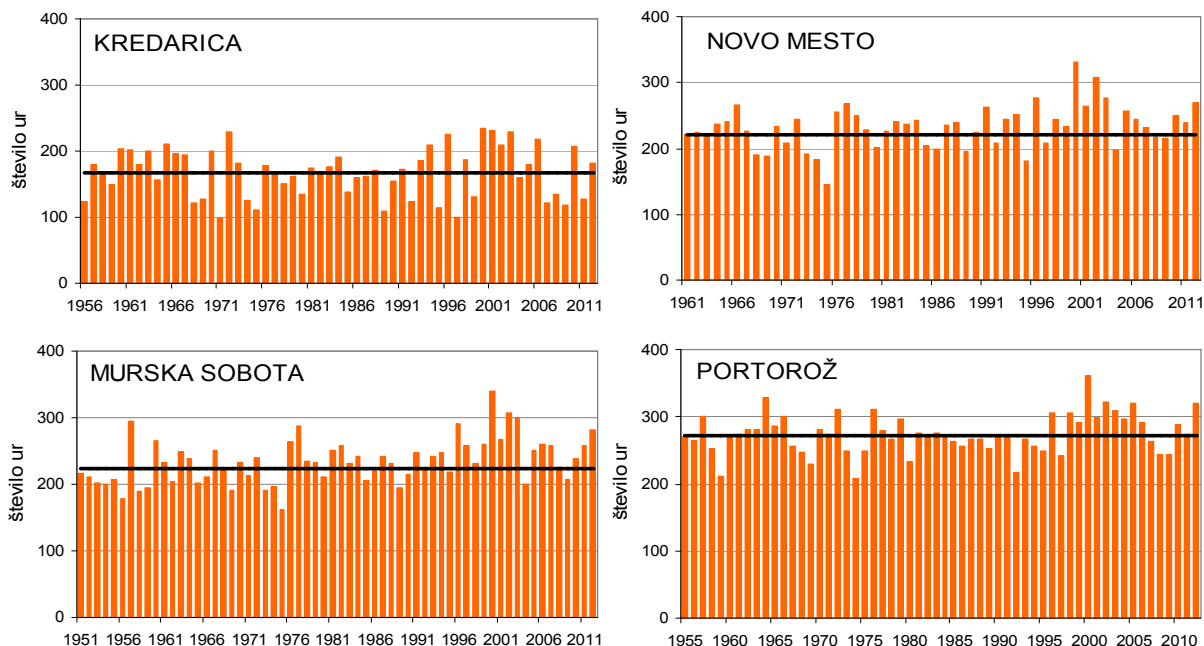 KREDARICA
400
300
200
100
0
število ur
1956 1961 1966 1971 1976 1981 1986 1991 1996 2001 2006 2011
NOVO MESTO
400
300
200
100
0
število ur
1961 1966 1971 1976 1981 1986 1991 1996 2001 2006 2011
MURSKA SOBOTA
400
300
200
100
0
število ur
1951 1956 1961 1966 1971 1976 1981 1986 1991 1996 2001 2006 2011
PORTOROŽ
400
300
200
100
0
število ur
1955 1960 1965 1970 1975 1980 1985 1990 1995 2000 2005 2010